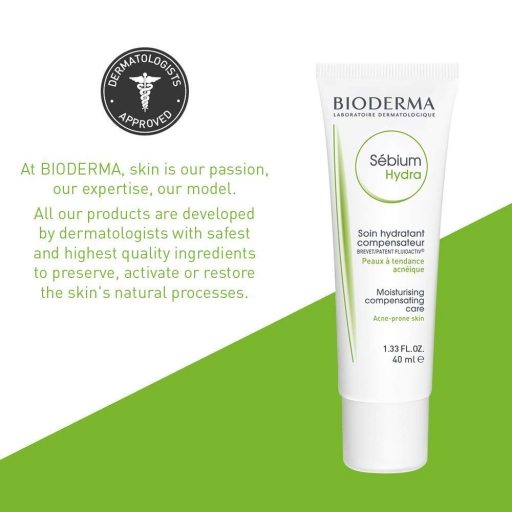 DERMATOLOGISTS
APPROVED
At BIODERMA, skin is our passion,
our expertise, our model.
All our products are developed
by dermatologists with safest
and highest quality ingredients
to preserve, activate or restore
the skin's natural processes.
BIODERMA
LABORATOIRE DERMATOLOGIQUE
Sébium
Hydra
Soin hydratant
compensateur
BREVET/PATENT FLUIDACTIV®
Peaux à tendance
acnéique
Moisturising
compensating
care
Acne-prone skin
1.33 FL.OZ.
40 ml ℮